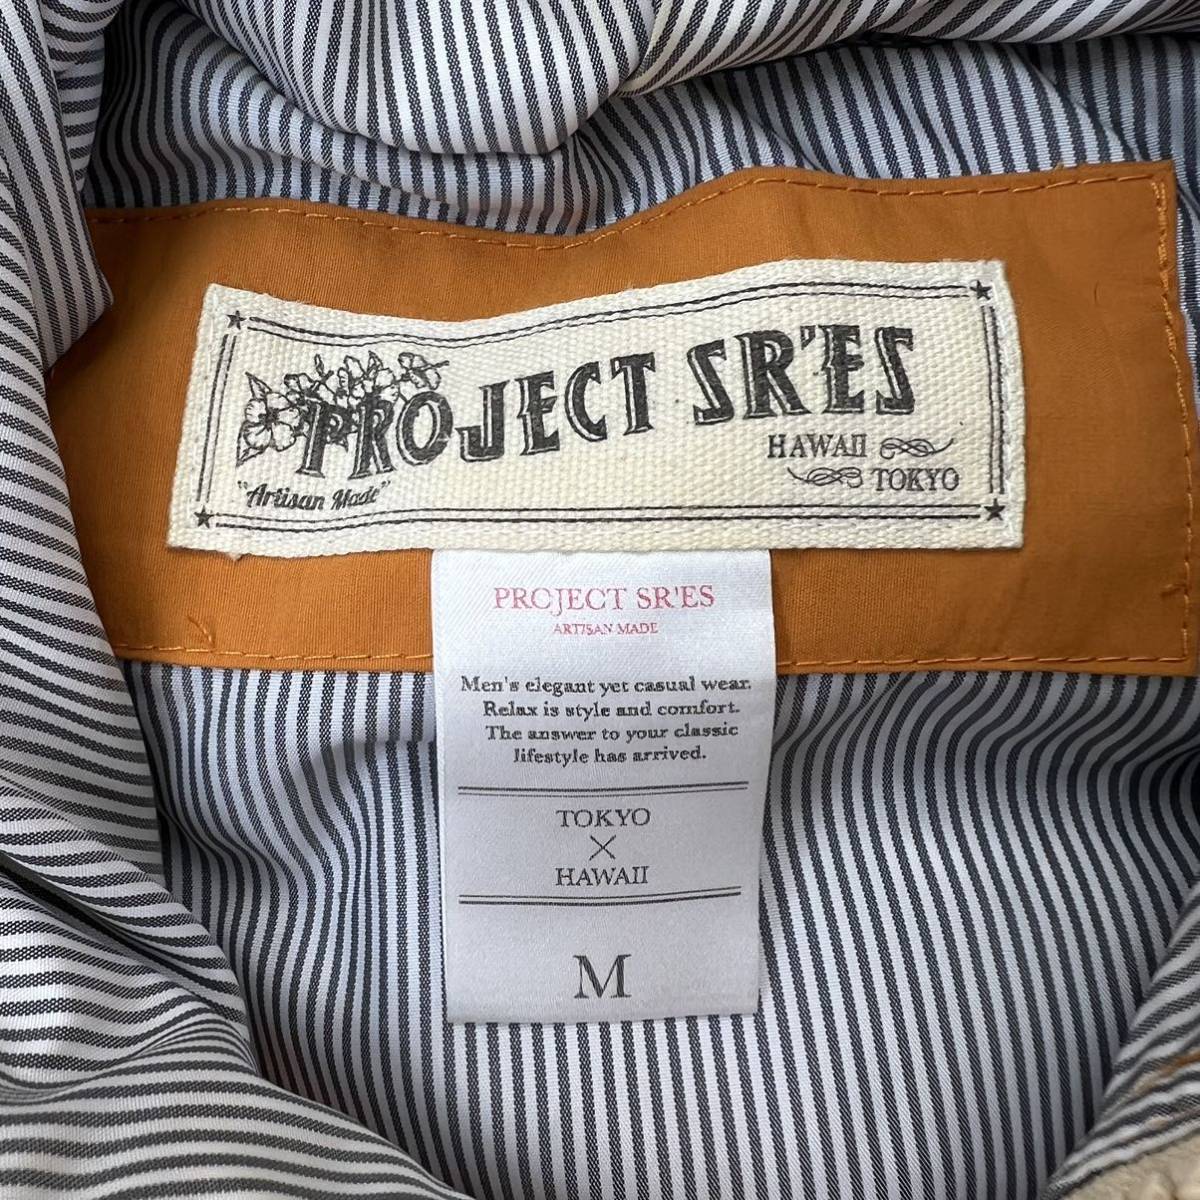 PROJECT SR'ES
HAWAII
TOKYO
"Artisan Made"
PROJECT SR'ES
ARTISAN MADE
Men's elegant yet casual wear.
Relax is style and comfort.
The answer to your classic
lifestyle has arrived.
TOKYO
×
HAWAII
M